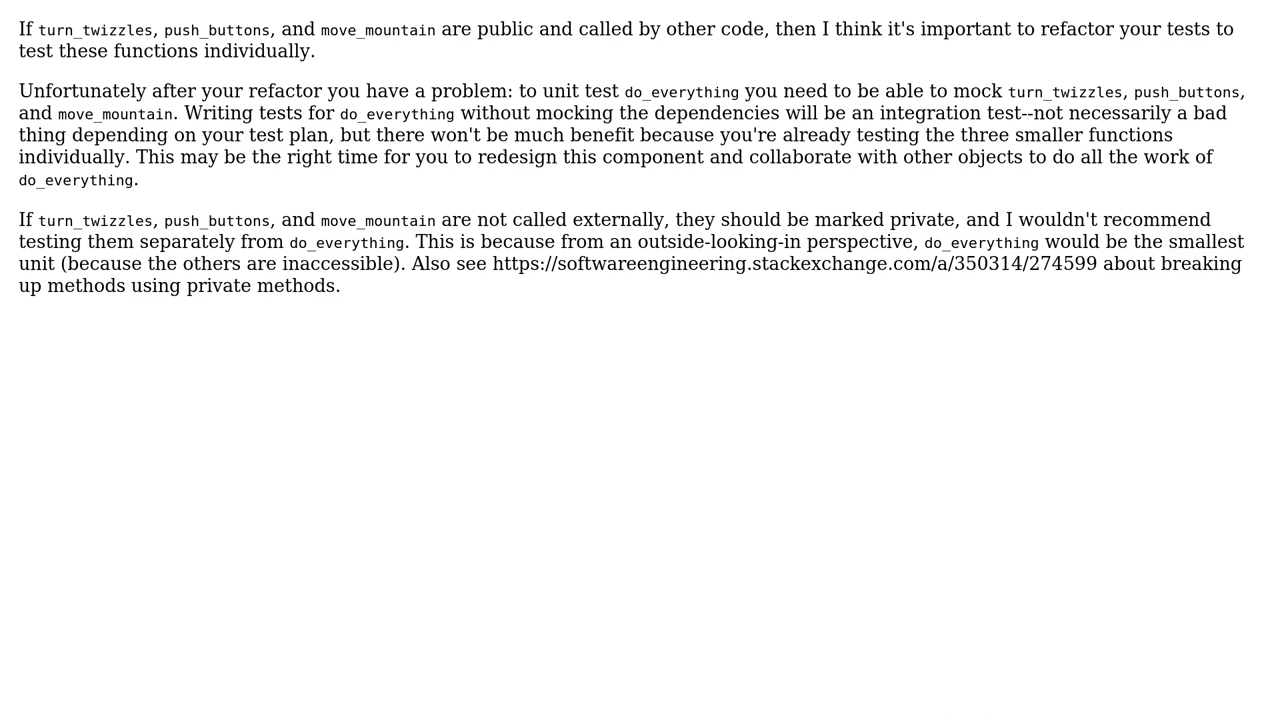 If turn_twizzles, push_buttons, and move_mountain are public and called by other code, then I think it's important to refactor your tests to
test these functions individually.
Unfortunately after your refactor you have a problem: to unit test do_everything you need to be able to mock turn_twizzles, push_buttons,
and move_mountain. Writing tests for do_everything without mocking the dependencies will be an integration test--not necessarily a bad
thing depending on your test plan, but there won't be much benefit because you're already testing the three smaller functions
individually. This may be the right time for you to redesign this component and collaborate with other objects to do all the work of
do_everything.
If turn_twizzles, push_buttons, and move_mountain are not called externally, they should be marked private, and I wouldn't recommend
testing them separately from do_everything. This is because from an outside-looking-in perspective, do_everything would be the smallest
unit (because the others are inaccessible). Also see https://softwareengineering.stackexchange.com/a/350314/274599 about breaking
up methods using private methods.